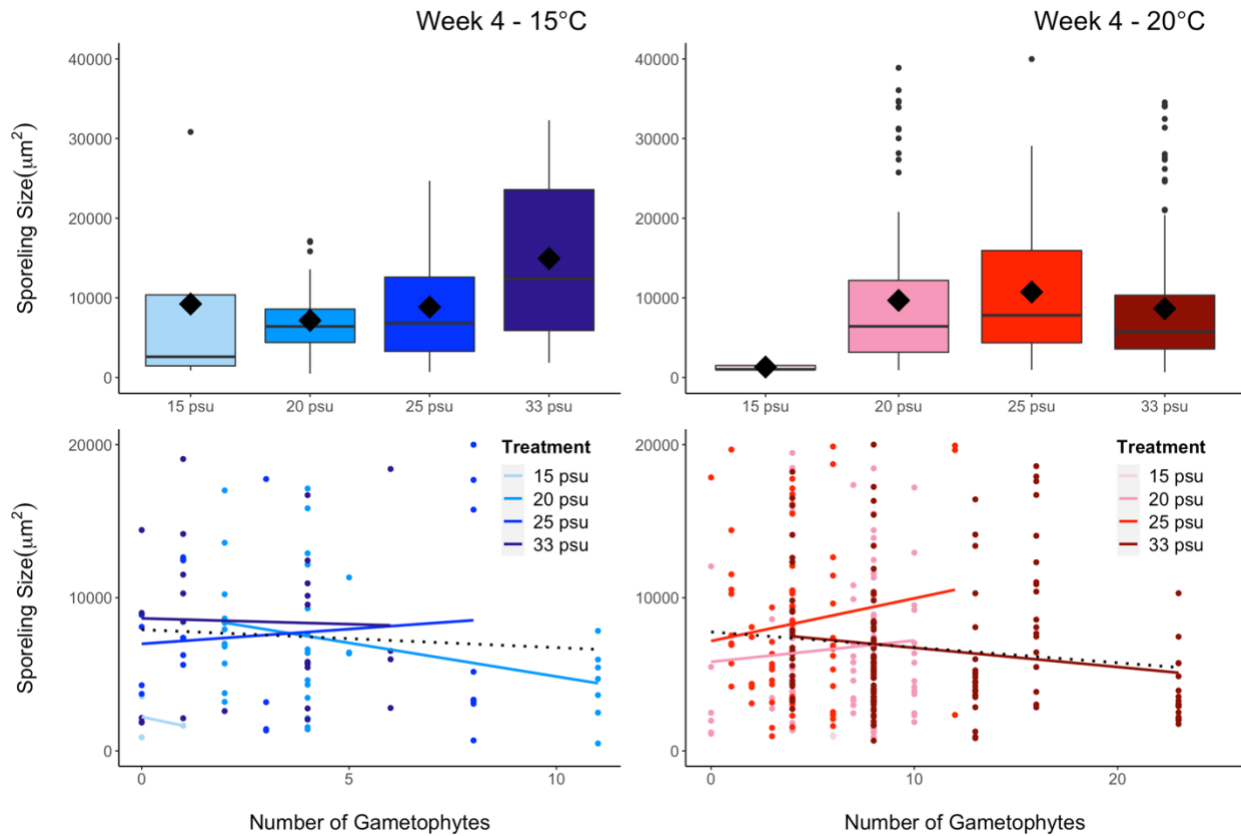 Week 4 - 15°C
Week 4 - 20°C
Sporeling Size(μm²)
40000
30000
20000
10000
0
15 psu
20 psu
25 psu
33 psu
40000
30000
20000
10000
0
15 psu
20 psu
25 psu
33 psu
Sporeling Size(μm²)
20000
10000
0
Treatment
15 psu
20 psu
25 psu
33 psu
0
5
10
Number of Gametophytes
20000
10000
0
Treatment
15 psu
20 psu
25 psu
33 psu
0
10
20
Number of Gametophytes